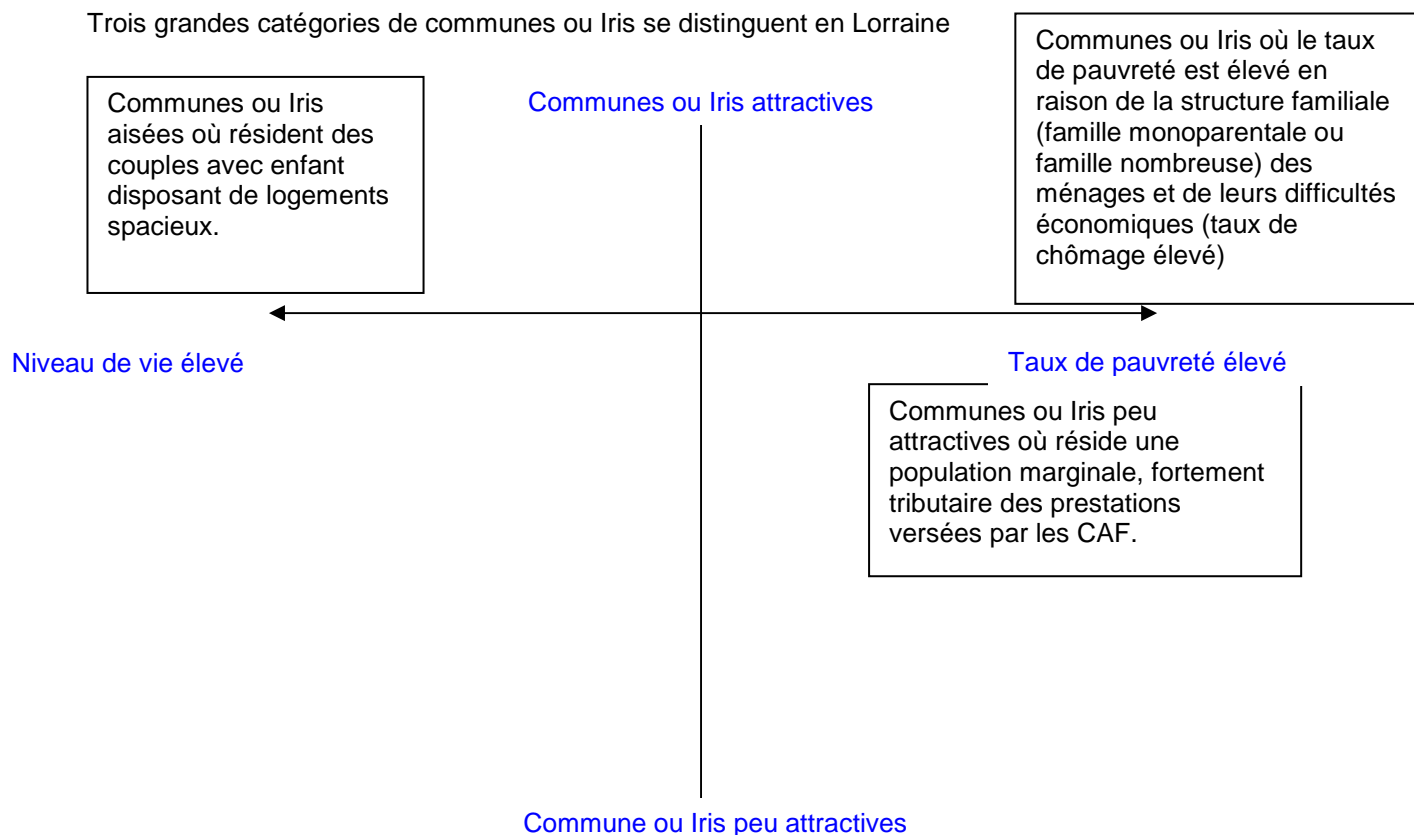 Trois grandes catégories de communes ou Iris se distinguent en Lorraine
Communes ou Iris
aisées où résident des
couples avec enfant
disposant de logements
spacieux.
Communes ou Iris attractives
Communes ou Iris où le taux
de pauvreté est élevé en
raison de la structure familiale
(famille monoparentale ou
famille nombreuse) des
ménages et de leurs difficultés
économiques (taux de
chômage élevé)
Niveau de vie élevé
Taux de pauvreté élevé
Communes ou Iris peu
attractives où réside une
population marginale, fortement
tributaire des prestations
versées par les CAF.
Commune ou Iris peu attractives